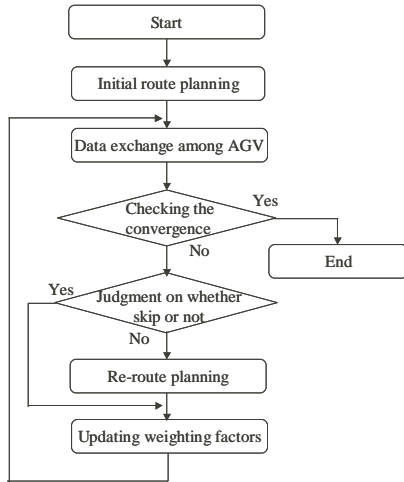 Start
Initial route planning
Data exchange among AGV
Checking the
convergence
Yes
No
End
Judgment on whether
skip or not
Yes
No
Re-route planning
Updating weighting factors